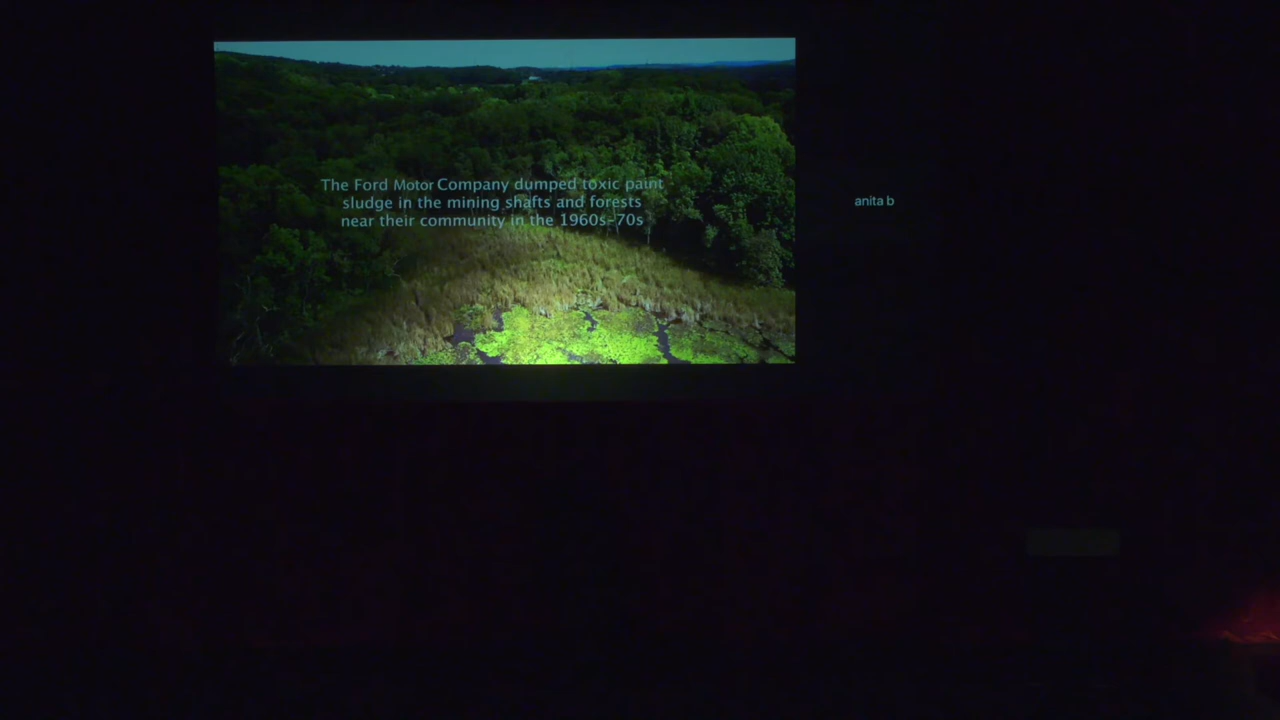 The Ford Motor Company dumped toxic paint
sludge in the mining shafts and forests
near their community in the 1960s-70s
anita b